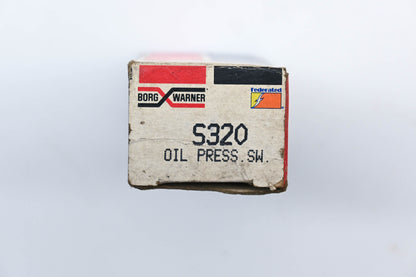 BORG WARNER
Federated
S320
OIL PRESS.SW.